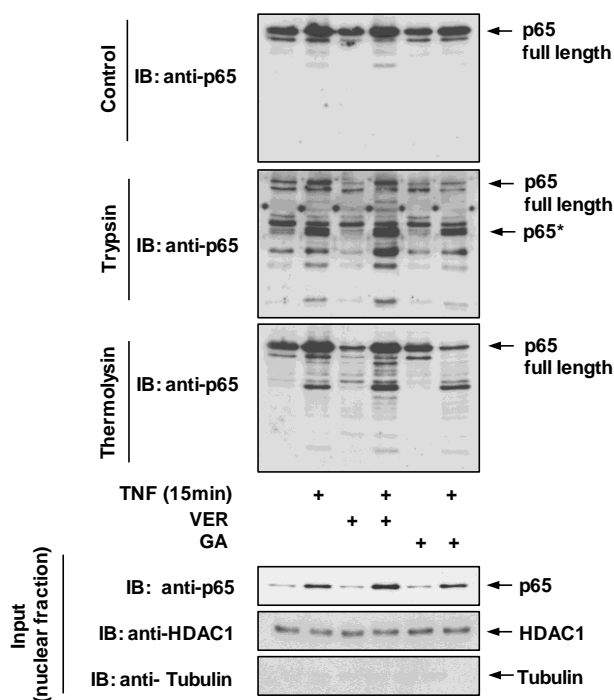 Control
IB: anti-p65
p65
full length
Trypsin
IB: anti-p65
p65
full length
p65*
Thermolysin
IB: anti-p65
p65
full length
TNF (15min) + + +
VER + +
GA + +
Input
(nuclear fraction)
IB: anti-p65
p65
IB: anti-HDAC1
HDAC1
IB: anti- Tubulin
Tubulin